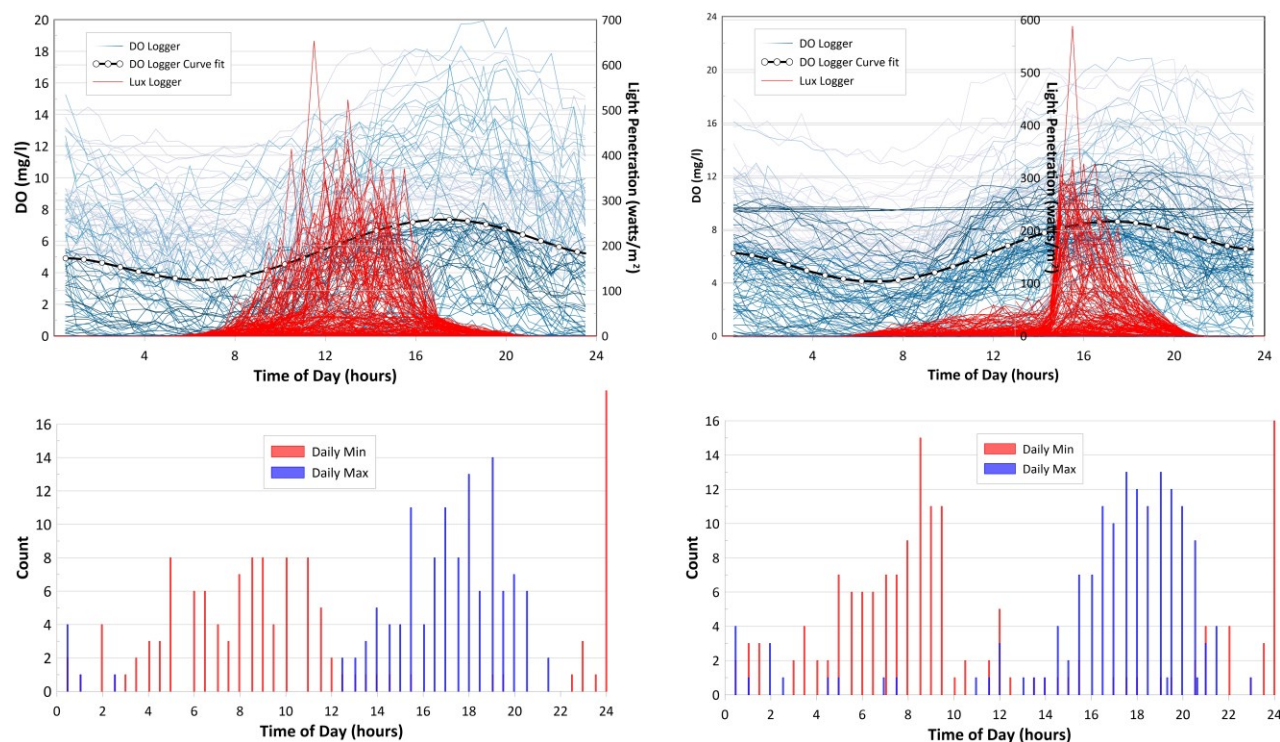 20
18
16
14
12
10
8
6
4
2
0
DO (mg/l)
DO Logger
DO Logger Curve fit
Lux Logger
700
600
500
400
300
200
100
0
Light Penetration (watts/m²)
4 8 12 16 20 24
Time of Day (hours)
24
20
16
12
8
4
0
DO (mg/l)
DO Logger
DO Logger Curve fit
Lux Logger
600
500
400
300
200
100
0
Light Penetration (watts/m²)
4 8 12 16 20 24
Time of Day (hours)
16
14
12
10
8
6
4
2
0
Count
Daily Min
Daily Max
0 2 4 6 8 10 12 14 16 18 20 22 24
Time of Day (hours)
16
14
12
10
8
6
4
2
0
Count
Daily Min
Daily Max
0 2 4 6 8 10 12 14 16 18 20 22 24
Time of Day (hours)